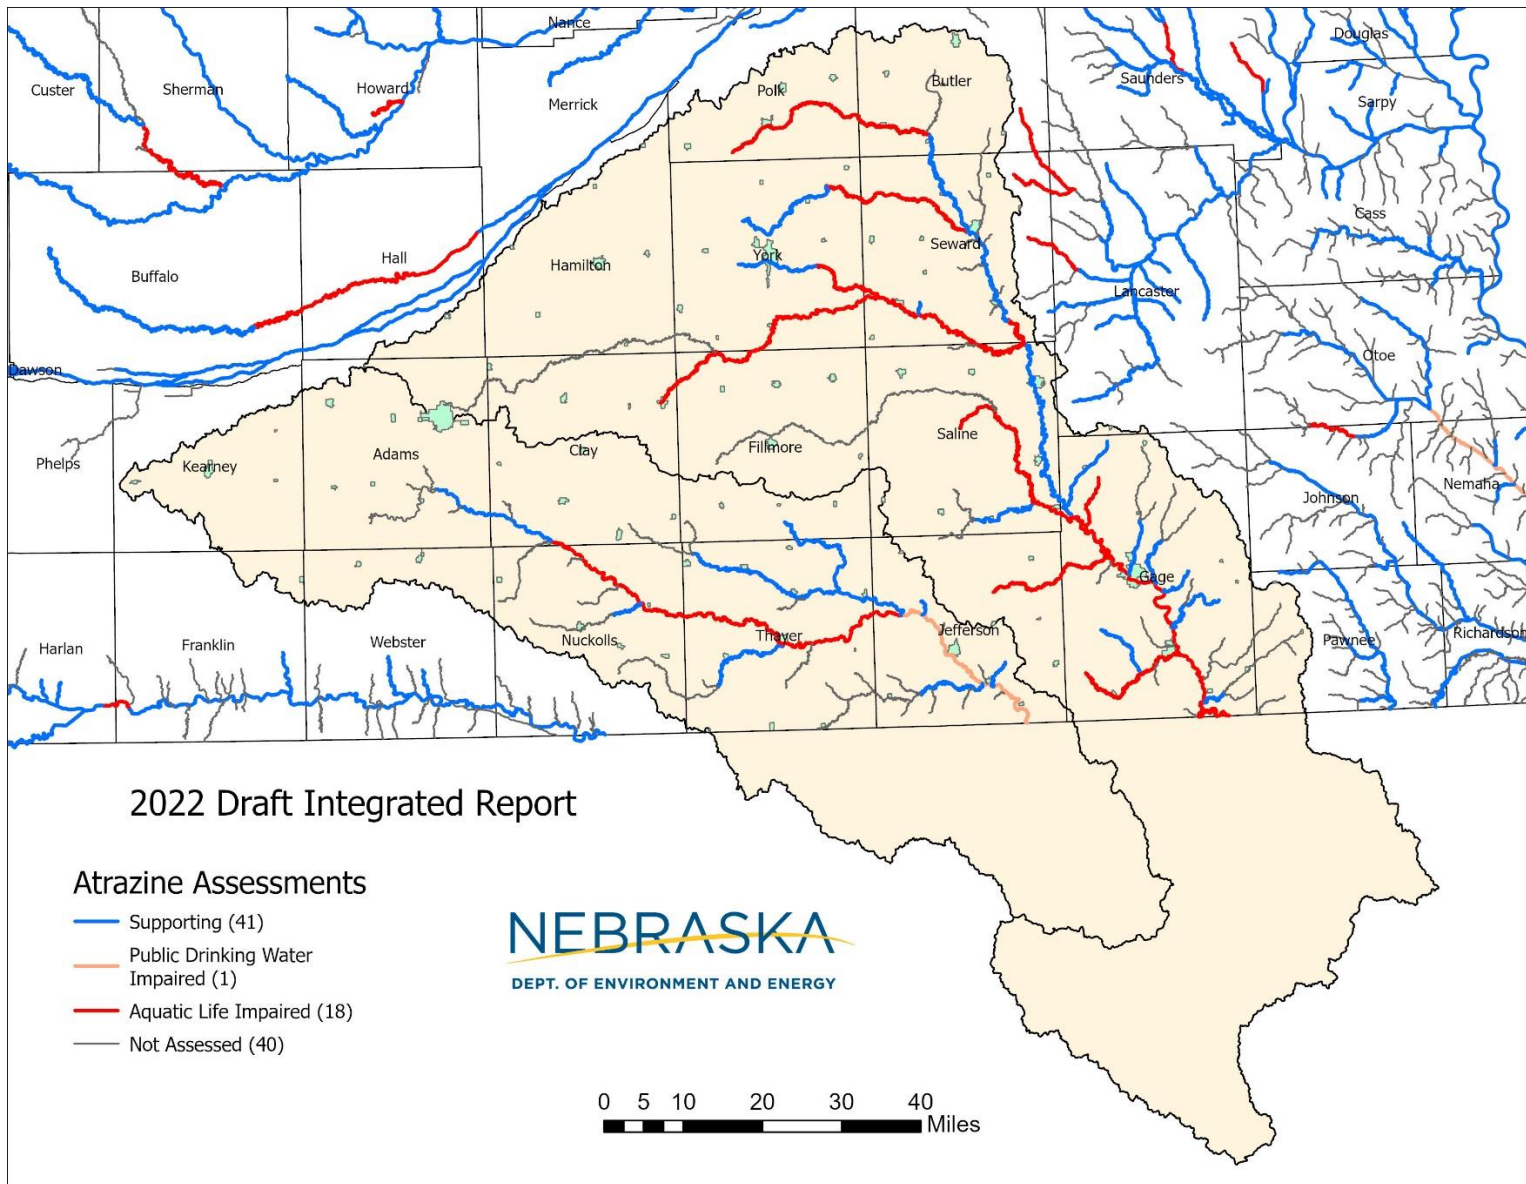 Nance
Douglas
Custer
Sherman
Howard
Merrick
Polk
Butler
Saunders
Sarpy
Cass
Buffalo
Hall
Hamilton
York
Seward
Lancaster
Dawson
Otoe
Phelps
Kearney
Adams
Clay
Fillmore
Saline
Johnson
Nemaha
Gage
Harlan
Franklin
Webster
Nuckolls
Thayer
Jefferson
Pawnee
Richardson
2022 Draft Integrated Report
Atrazine Assessments
Supporting (41)
Public Drinking Water
Impaired (1)
Aquatic Life Impaired (18)
Not Assessed (40)
NEBRASKA
DEPT. OF ENVIRONMENT AND ENERGY
0 5 10 20 30 40
Miles